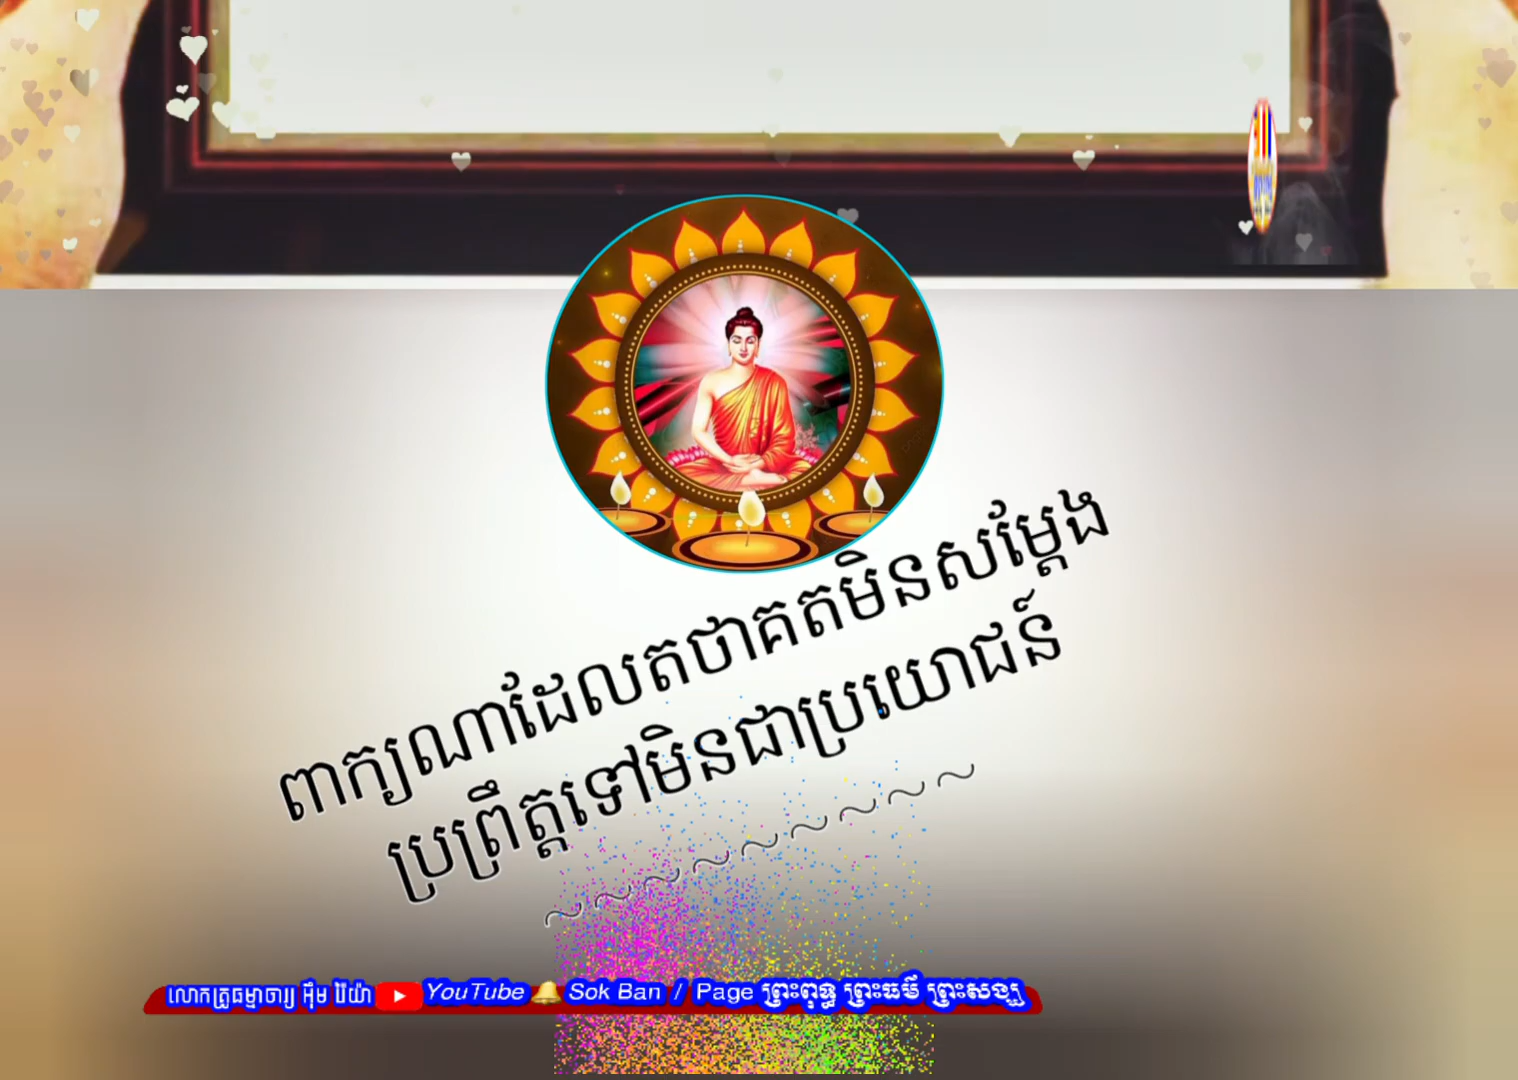 ពាក្យណាដែលតថាគតមិនសម្ដែង
ប្រព្រឹត្តទៅមិនជាប្រយោជន៍
~~~~~~~~~
លោកគ្រូធម្មាចារ្យ អ៊ឹម រ៉ៃយ៉ា YouTube 🔔 Sok Ban / Page ព្រះពុទ្ធ ព្រះធម៌ ព្រះសង្ឃ